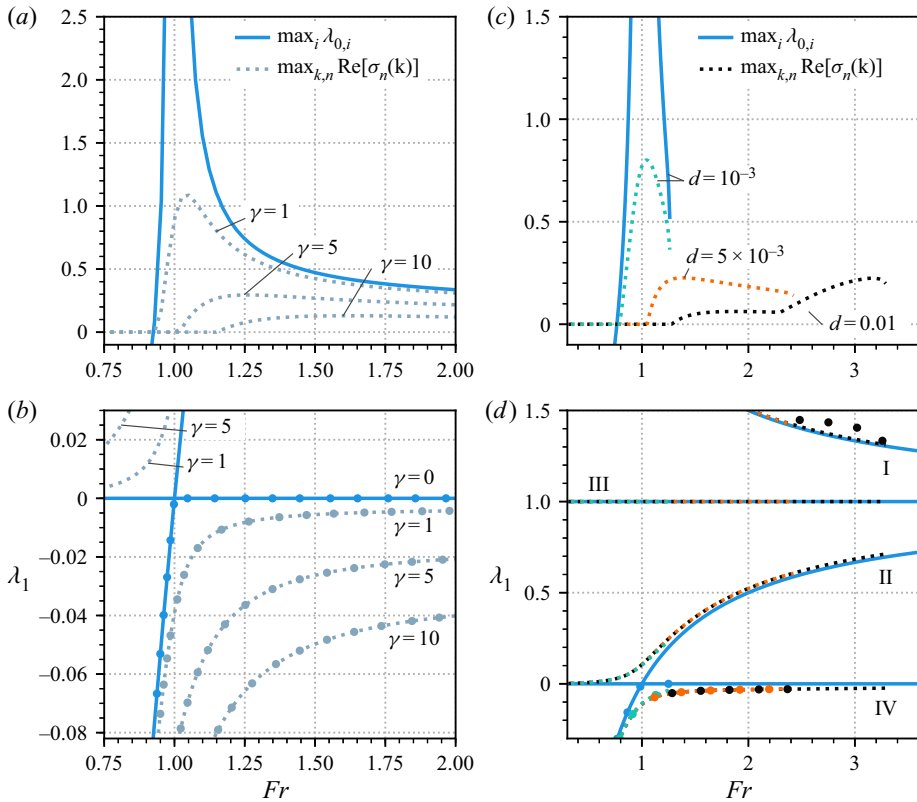 (a)
2.5
2.0
1.5
1.0
0.5
0
max_i λ_{0,i}
max_{k,n} Re[σ_n(k)]
γ = 1
γ = 5
γ = 10
0.75 1.00 1.25 1.50 1.75 2.00
(c)
1.5
1.0
0.5
0
max_i λ_{0,i}
max_{k,n} Re[σ_n(k)]
d = 10^{–3}
d = 5 × 10^{–3}
d = 0.01
1 2 3
(b)
0.02
0
–0.02
–0.04
–0.06
–0.08
λ_1
γ = 5
γ = 1
γ = 0
γ = 1
γ = 5
γ = 10
0.75 1.00 1.25 1.50 1.75 2.00
Fr
(d)
1.5
1.0
0.5
0
λ_1
I
III
II
IV
1 2 3
Fr